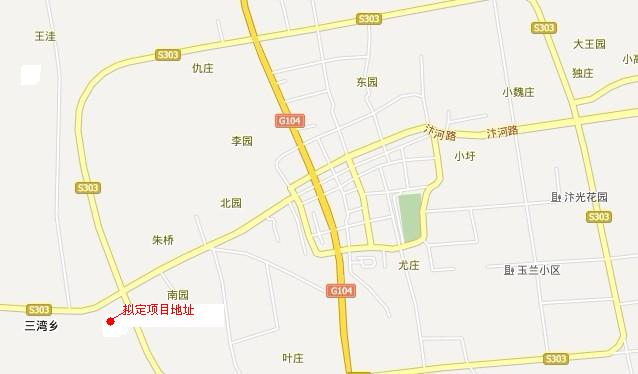 S303
S303
王洼
大王园
S303
小高
仇庄
独庄
东园
小魏庄
G104
汴河路
汴河路
李园
小圩
S303
汴光花园
北园
S303
朱桥
尤庄
玉兰小区
南园
G104
S303
拟定项目地址
三湾乡
叶庄
S303